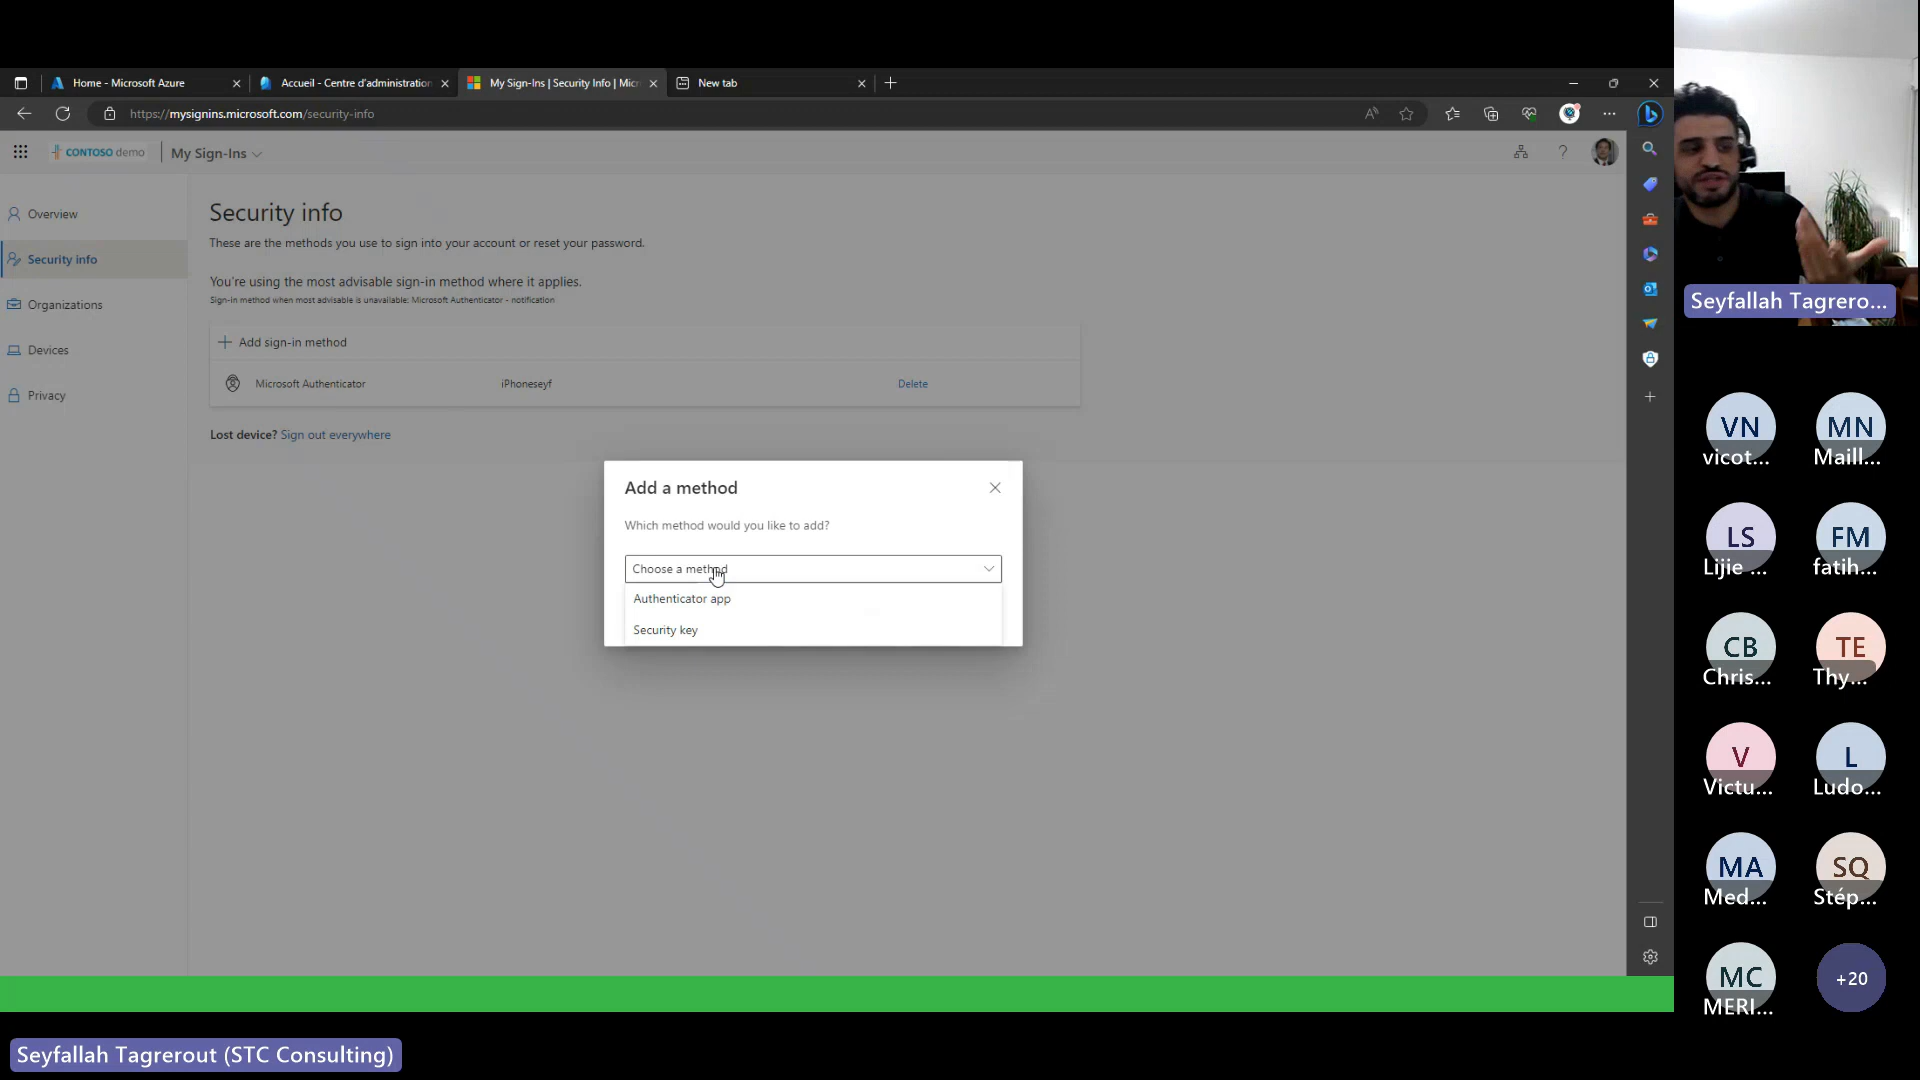 Home - Microsoft Azure
Accueil - Centre d'administration
My Sign-Ins | Security Info | Micr
New tab
https://mysignins.microsoft.com/security-info
CONTOSO demo
My Sign-Ins
Overview
Security info
Organizations
Devices
Privacy
Security info
These are the methods you use to sign into your account or reset your password.
You're using the most advisable sign-in method where it applies.
Sign-in method when most advisable is unavailable: Microsoft Authenticator - notification
Add sign-in method
Microsoft Authenticator iPhoneseyf Delete
Lost device? Sign out everywhere
Add a method
Which method would you like to add?
Choose a method
Authenticator app
Security key
Seyfallah Tagrero...
VN MN
vicot... Maill...
LS FM
Lijie ... fatih...
CB TE
Chris... Thy...
V L
Victu... Ludo...
MA SQ
Med... Stép...
MC +20
MERI...
Seyfallah Tagrerout (STC Consulting)